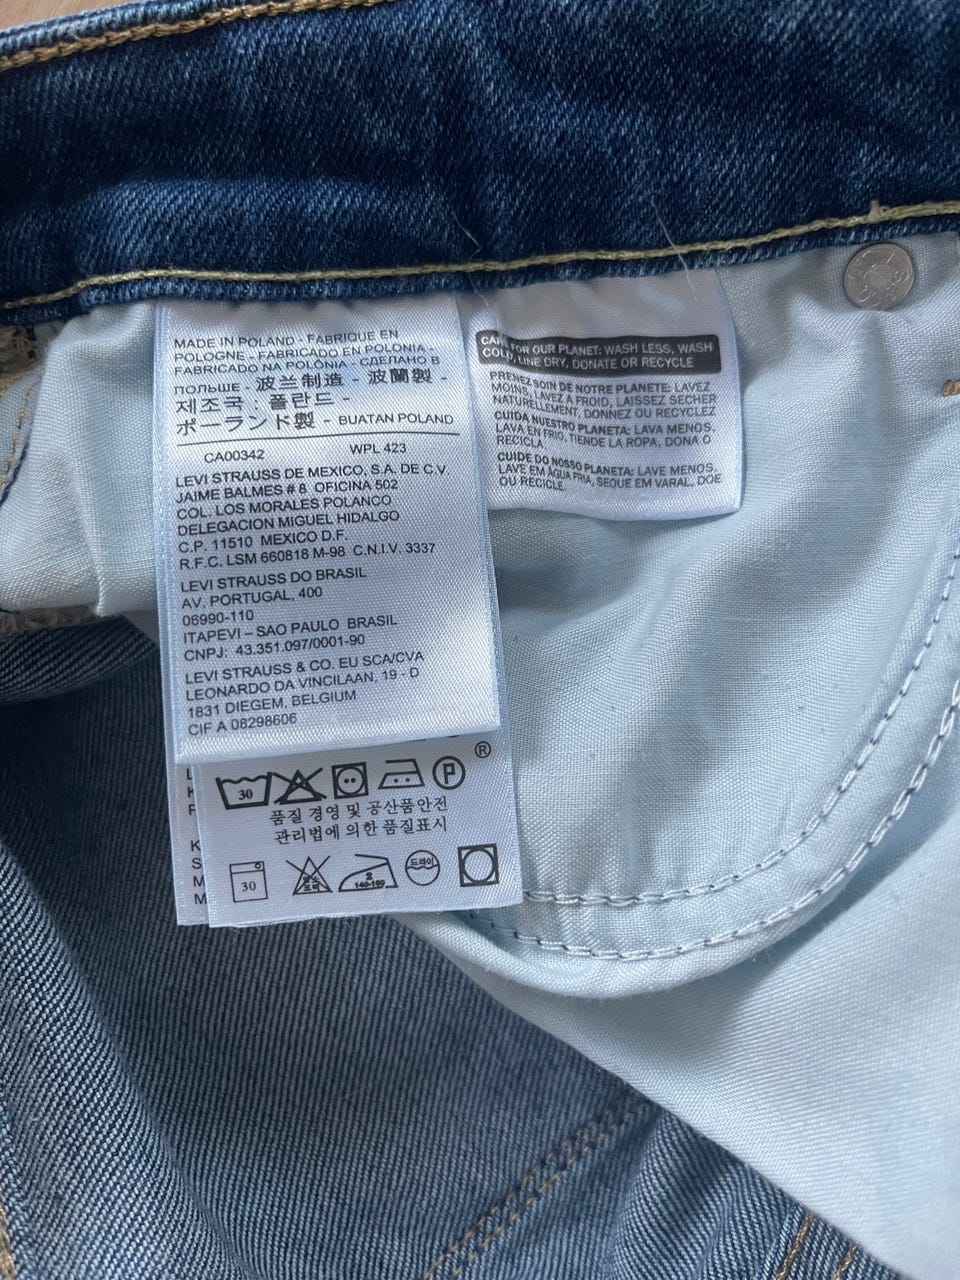 MADE IN POLAND - FABRIQUE EN
POLOGNE - FABRICADO EN POLONIA -
FABRICADO NA POLÓNIA - СДЕЛАНО В
ПОЛЬШЕ - 波兰制造 - 波蘭製 -
제조국 : 폴란드 -
ポーランド製 - BUATAN POLAND
CA00342 WPL 423
LEVI STRAUSS DE MEXICO, S.A. DE C.V.
JAIME BALMES # 8 OFICINA 502
COL. LOS MORALES POLANCO
DELEGACION MIGUEL HIDALGO
C.P. 11510 MEXICO D.F.
R.F.C. LSM 660818 M-98 C.N.I.V. 3337
LEVI STRAUSS DO BRASIL
AV. PORTUGAL, 400
06990-110
ITAPEVI – SAO PAULO BRASIL
CNPJ: 43.351.097/0001-90
LEVI STRAUSS & CO. EU SCA/CVA
LEONARDO DA VINCILAAN, 19 - D
1831 DIEGEM, BELGIUM
CIF A 08298606
CARE FOR OUR PLANET: WASH LESS, WASH
COLD, LINE DRY, DONATE OR RECYCLE
PRENEZ SOIN DE NOTRE PLANETE: LAVEZ
MOINS, LAVEZ A FROID, LAISSEZ SECHER
NATURELLEMENT, DONNEZ OU RECYCLEZ
CUIDA NUESTRO PLANETA: LAVA MENOS,
LAVA EN FRIO, TIENDE LA ROPA, DONA O
RECICLA.
CUIDE DO NOSSO PLANETA: LAVE MENOS,
LAVE EM ÁGUA FRIA, SEQUE EM VARAL, DOE
OU RECICLE.
®
30 P
품질 경영 및 공산품안전
관리법에 의한 품질표시
30 2 드라이
140-160
K
S
M
M